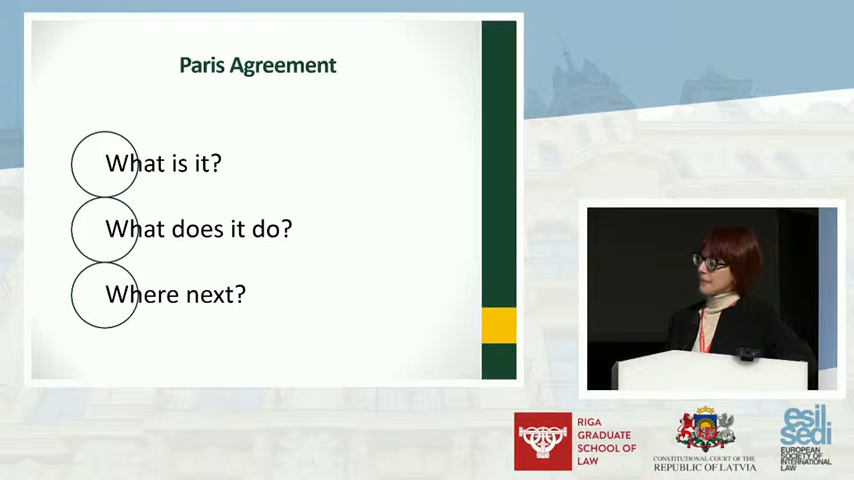 Paris Agreement
What is it?
What does it do?
Where next?
RIGA
GRADUATE
SCHOOL OF
LAW
CONSTITUTIONAL COURT OF THE
REPUBLIC OF LATVIA
esil
sedi
EUROPEAN
SOCIETY OF
INTERNATIONAL
LAW